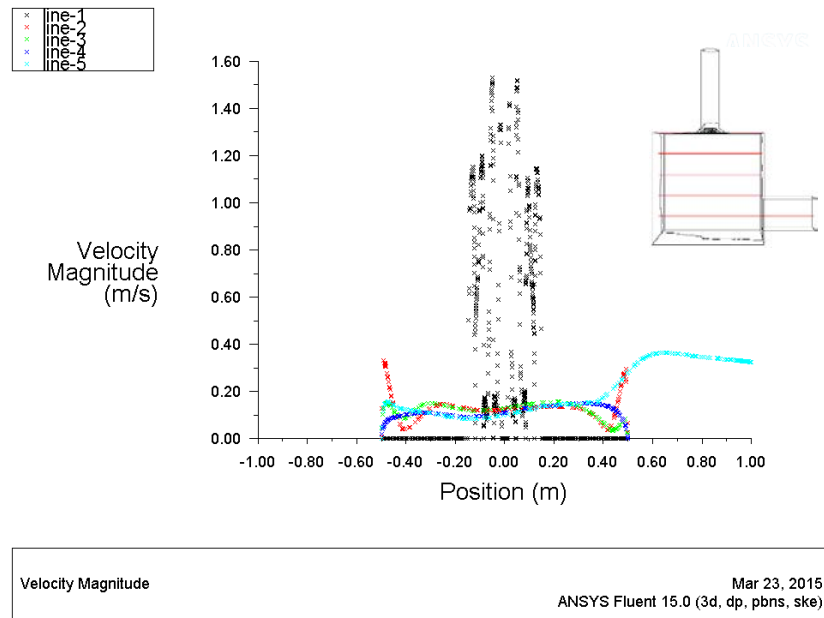 line-1
line-2
line-3
line-4
line-5
ANSYS
1.60
1.40
1.20
1.00
0.80
0.60
0.40
0.20
0.00
Velocity
Magnitude
(m/s)
-1.00
-0.80
-0.60
-0.40
-0.20
0.00
0.20
0.40
0.60
0.80
1.00
Position (m)
Velocity Magnitude
Mar 23, 2015
ANSYS Fluent 15.0 (3d, dp, pbns, ske)